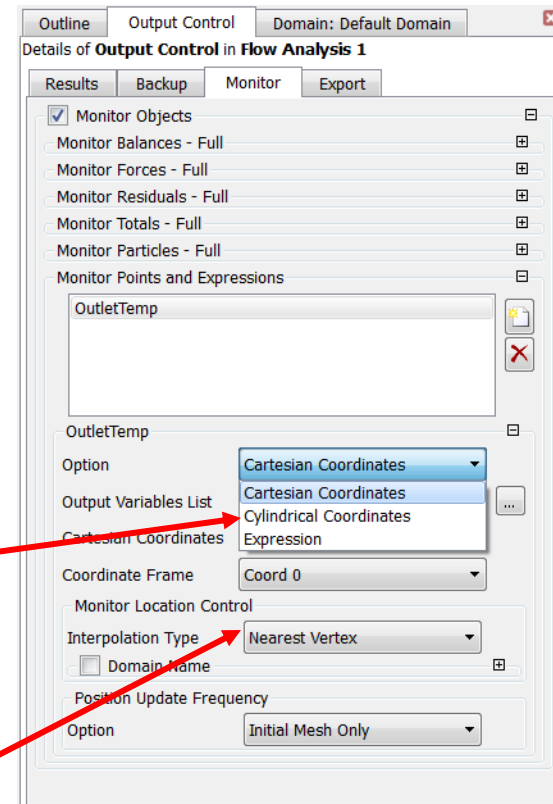 Outline Output Control Domain: Default Domain
Details of Output Control in Flow Analysis 1
Results Backup Monitor Export
Monitor Objects
Monitor Balances - Full
Monitor Forces - Full
Monitor Residuals - Full
Monitor Totals - Full
Monitor Particles - Full
Monitor Points and Expressions
OutletTemp
OutletTemp
Option Cartesian Coordinates
Cartesian Coordinates
Output Variables List ...
Cylindrical Coordinates
Cartesian Coordinates
Expression
Coordinate Frame Coord 0
Monitor Location Control
Interpolation Type Nearest Vertex
Domain Name
Position Update Frequency
Option Initial Mesh Only